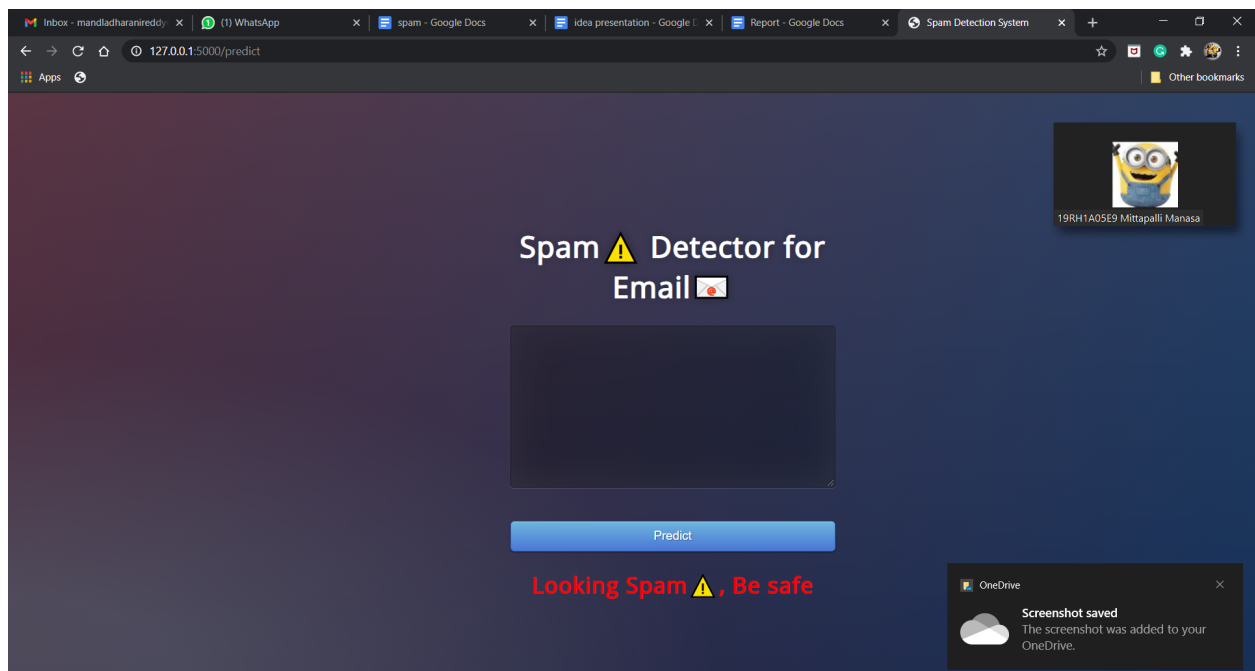 Inbox - mandladharanireddy
(1) WhatsApp
spam - Google Docs
idea presentation - Google D
Report - Google Docs
Spam Detection System
127.0.0.1:5000/predict
Apps
Other bookmarks
19RH1A05E9 Mittapalli Manasa
Spam⚠ Detector for
Email📧
Predict
Looking Spam⚠, Be safe
OneDrive
Screenshot saved
The screenshot was added to your
OneDrive.